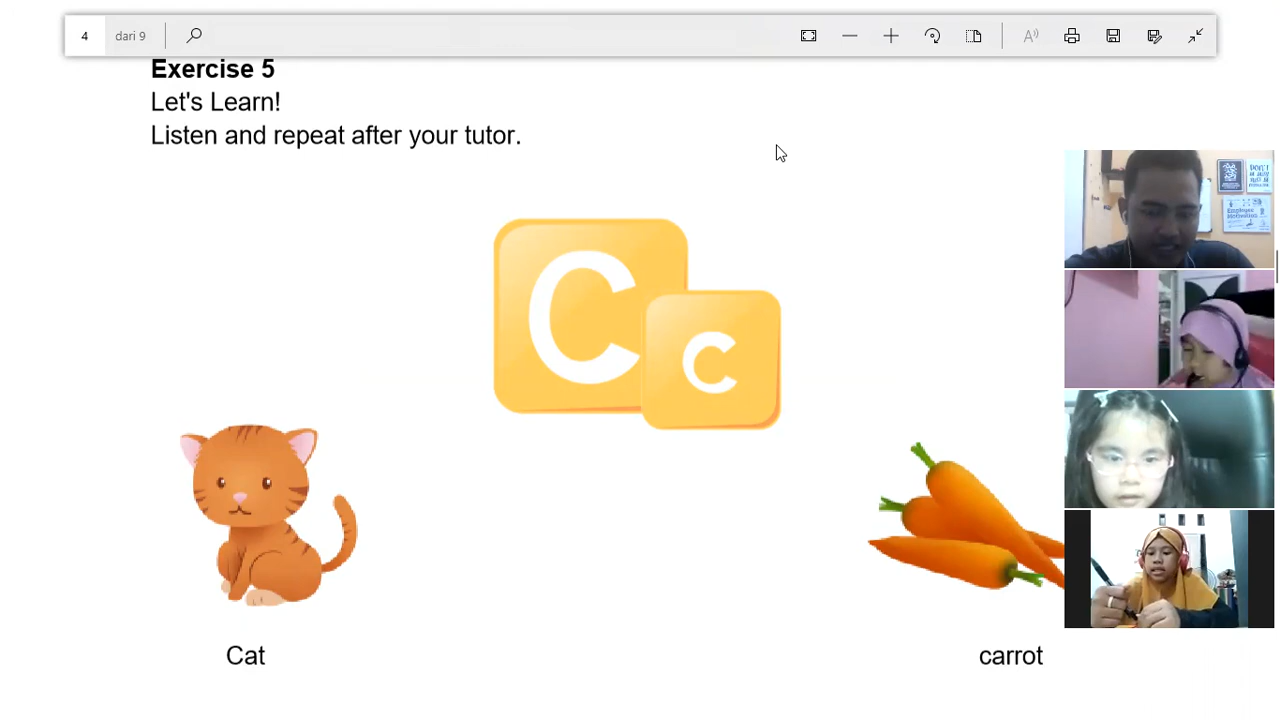 4 dari 9
Exercise 5
Let's Learn!
Listen and repeat after your tutor.
C c
Cat
carrot